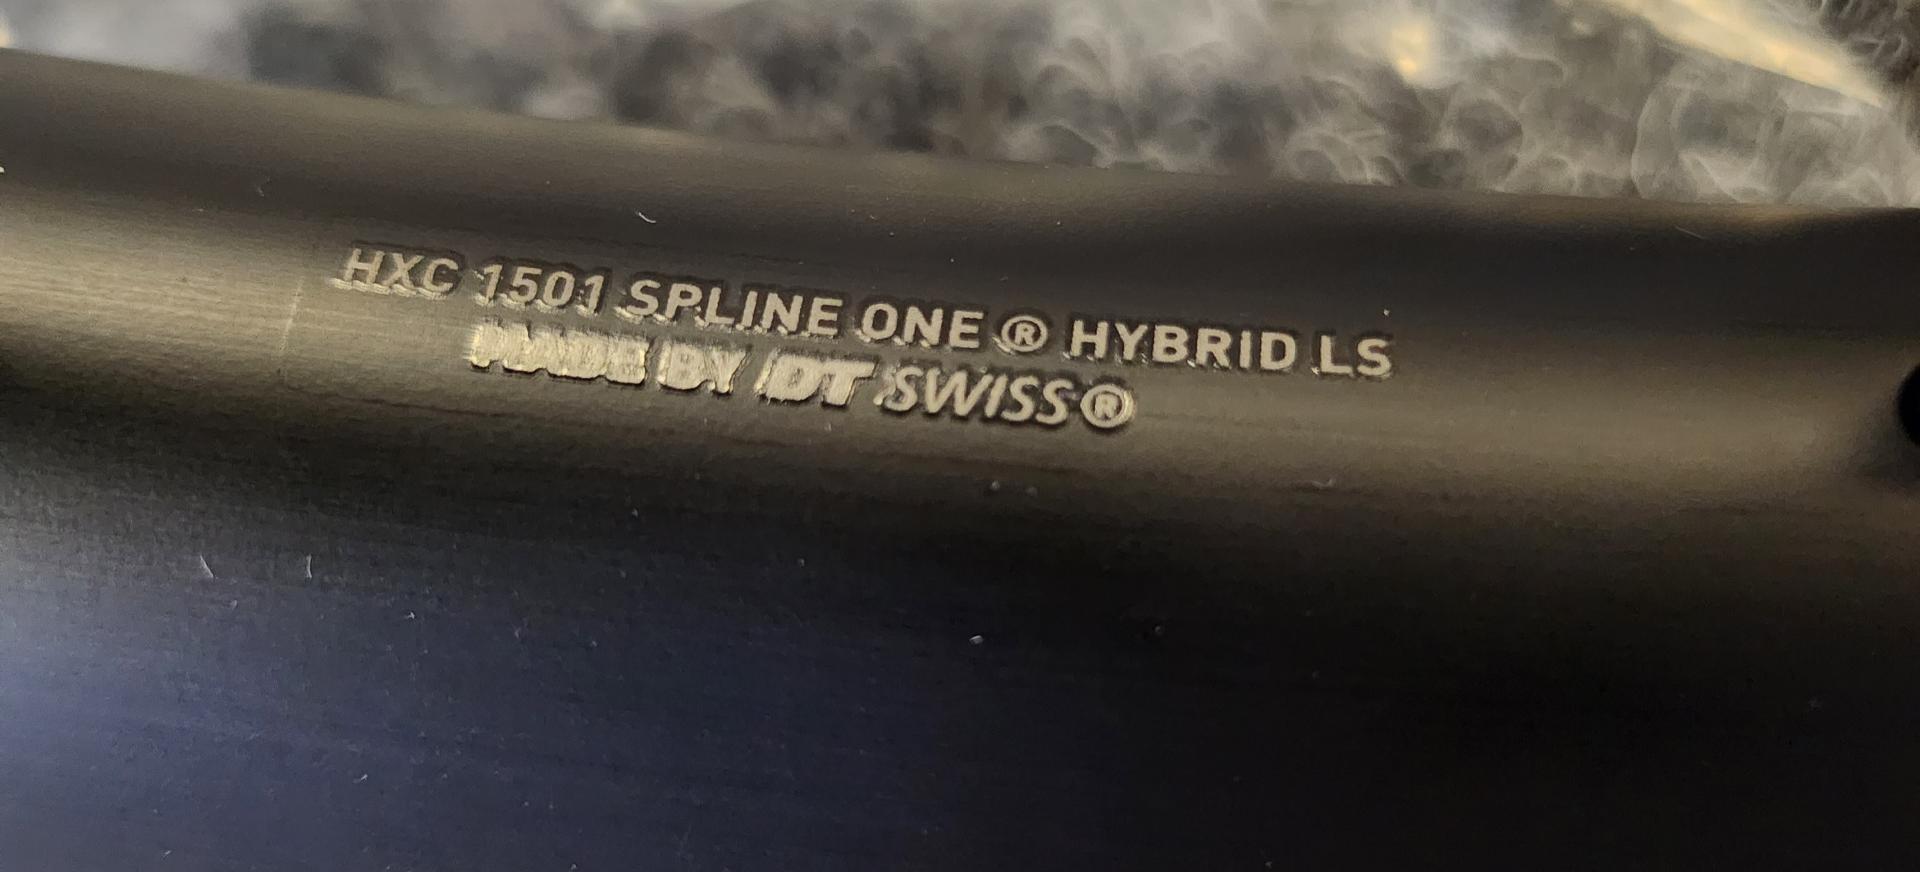 HXC 1501 SPLINE ONE ® HYBRID LS
MADE BY DT SWISS®